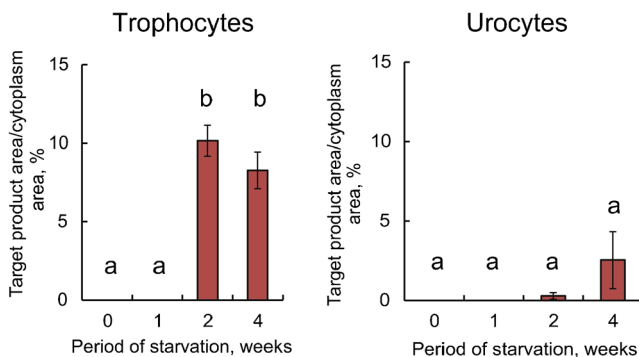 Trophocytes
Target product area/cytoplasm
area, %
15
10
5
0
a a b b
0 1 2 4
Period of starvation, weeks
Urocytes
Target product area/cytoplasm
area, %
15
10
5
0
a a a a
0 1 2 4
Period of starvation, weeks